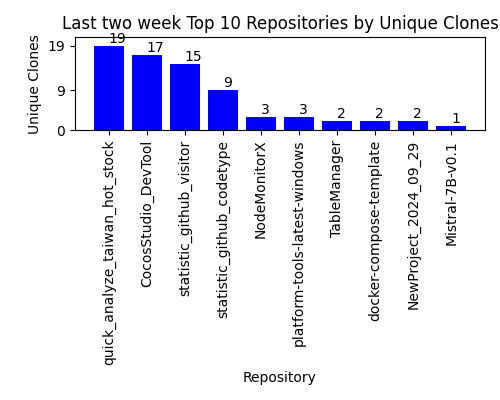 Last two week Top 10 Repositories by Unique Clones
Unique Clones
19
9
0
19
17
15
9
3
3
2
2
2
1
quick_analyze_taiwan_hot_stock
CocosStudio_DevTool
statistic_github_visitor
statistic_github_codetype
NodeMonitorX
platform-tools-latest-windows
TableManager
docker-compose-template
NewProject_2024_09_29
Mistral-7B-v0.1
Repository